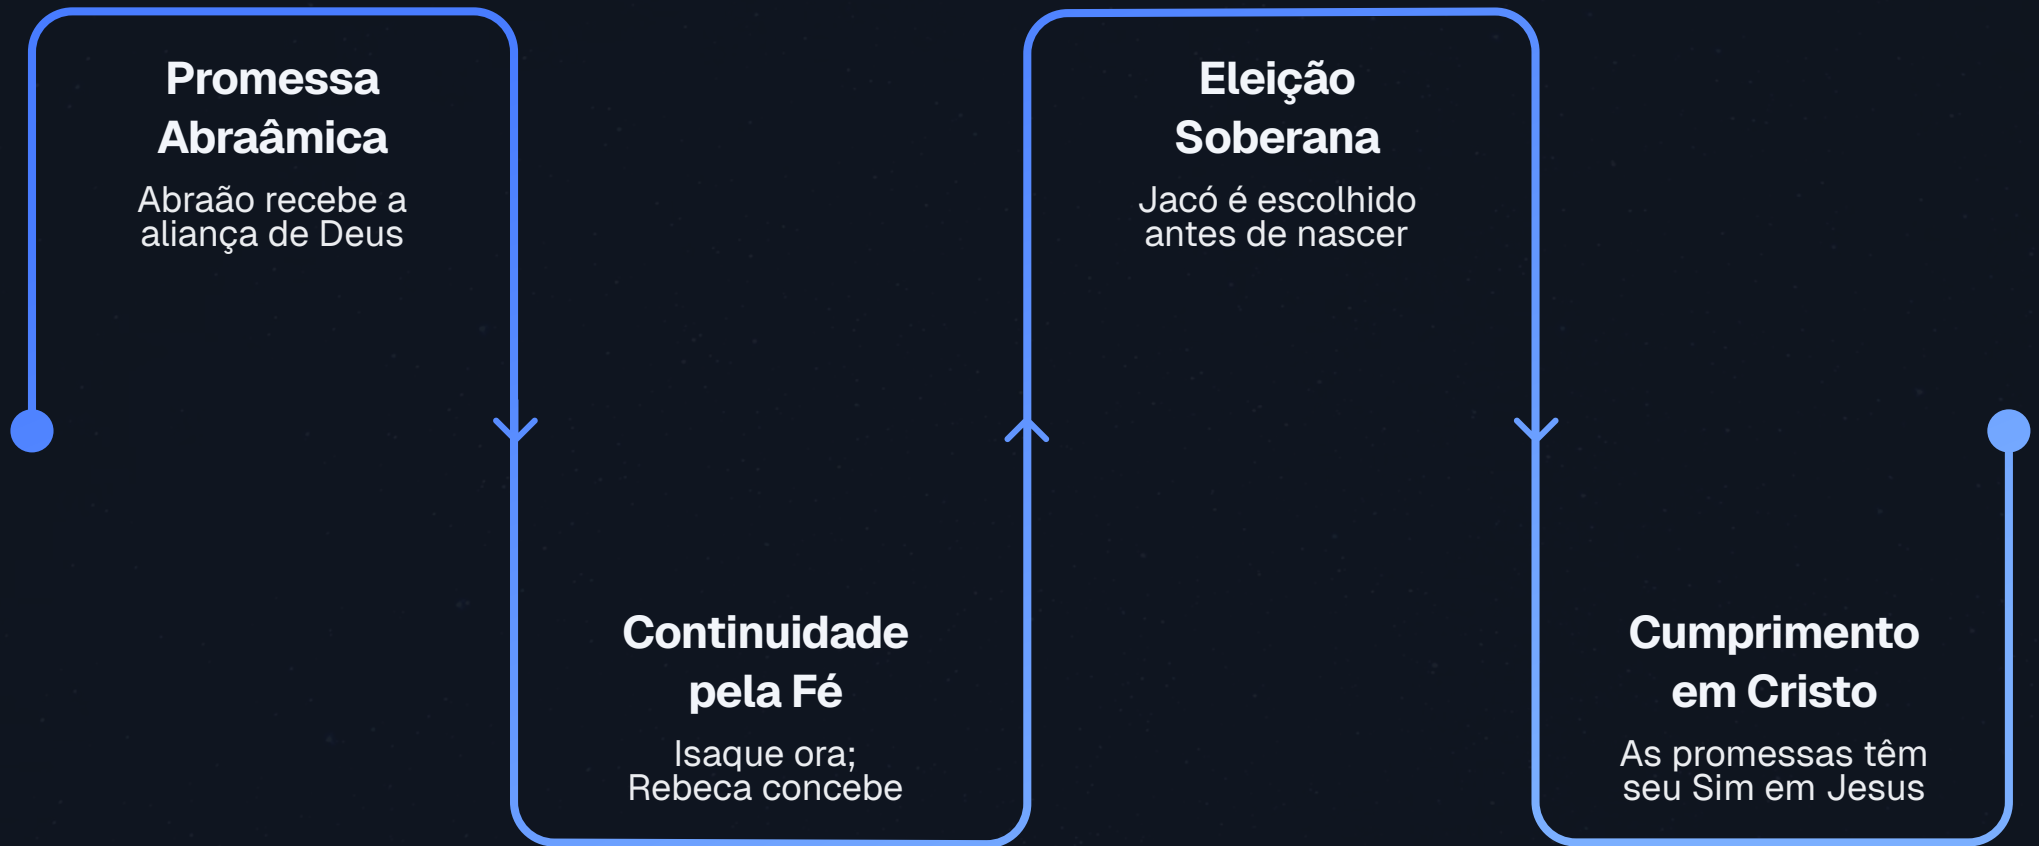 Promessa
Abraâmica
Abraão recebe a
aliança de Deus
Continuidade
pela Fé
Isaque ora;
Rebeca concebe
Eleição
Soberana
Jacó é escolhido
antes de nascer
Cumprimento
em Cristo
As promessas têm
seu Sim em Jesus